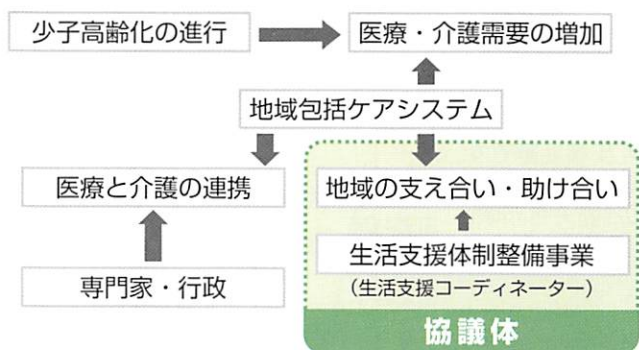 少子高齢化の進行
医療・介護需要の増加
地域包括ケアシステム
医療と介護の連携
地域の支え合い・助け合い
生活支援体制整備事業
(生活支援コーディネーター)
専門家・行政
協議体